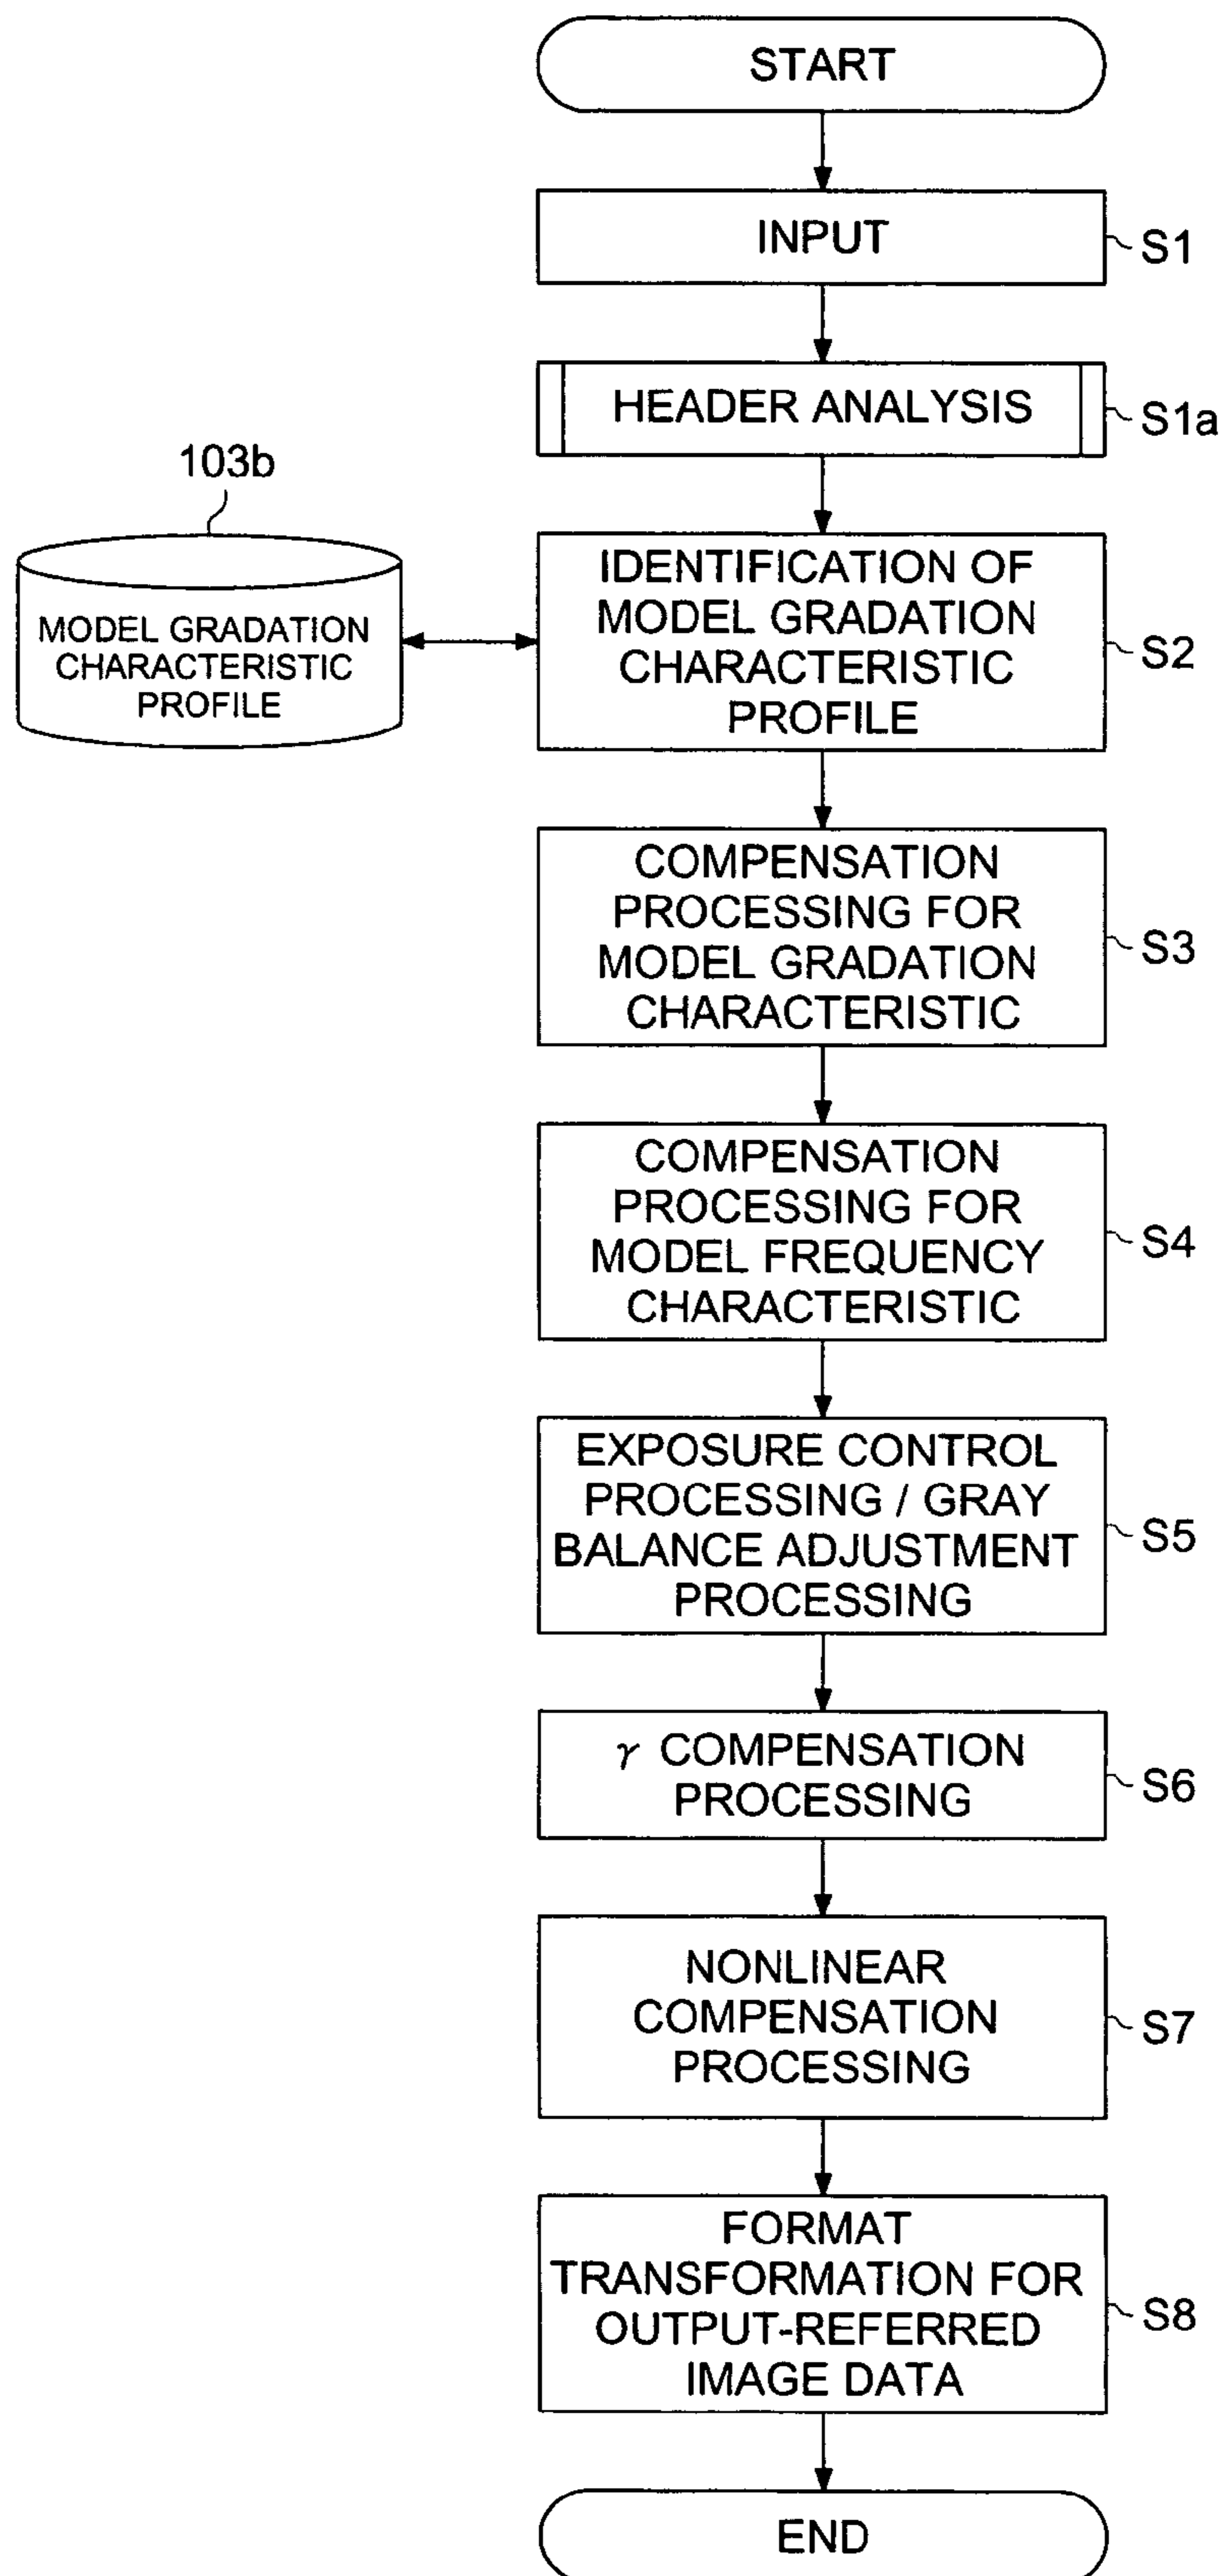 START
INPUT
S1
HEADER ANALYSIS
S1a
103b
MODEL GRADATION
CHARACTERISTIC
PROFILE
IDENTIFICATION OF
MODEL GRADATION
CHARACTERISTIC
PROFILE
S2
COMPENSATION
PROCESSING FOR
MODEL GRADATION
CHARACTERISTIC
S3
COMPENSATION
PROCESSING FOR
MODEL FREQUENCY
CHARACTERISTIC
S4
EXPOSURE CONTROL
PROCESSING / GRAY
BALANCE ADJUSTMENT
PROCESSING
S5
γ COMPENSATION
PROCESSING
S6
NONLINEAR
COMPENSATION
PROCESSING
S7
FORMAT
TRANSFORMATION FOR
OUTPUT-REFERRED
IMAGE DATA
S8
END